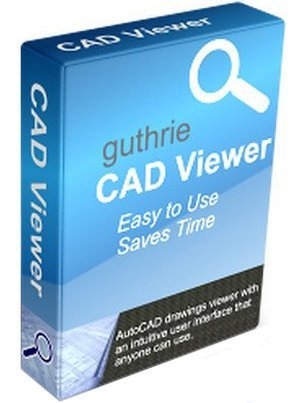 CAD Viewer
CAD Viewer
guthrie
CAD Viewer
Easy to Use
Saves Time
AutoCAD drawings viewer with
an intuitive user interface that
anyone can use.